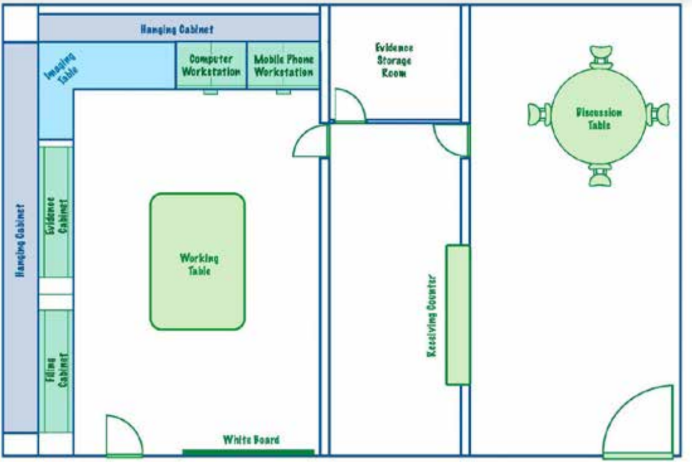 Hanging Cabinet
Imaging
Table
Computer
Workstation
Mobile Phone
Workstation
Evidence
Storage
Room
Discussion
Table
Hanging Cabinet
Evidence
Cabinet
Working
Table
Receiving Counter
Filing
Cabinet
White Board